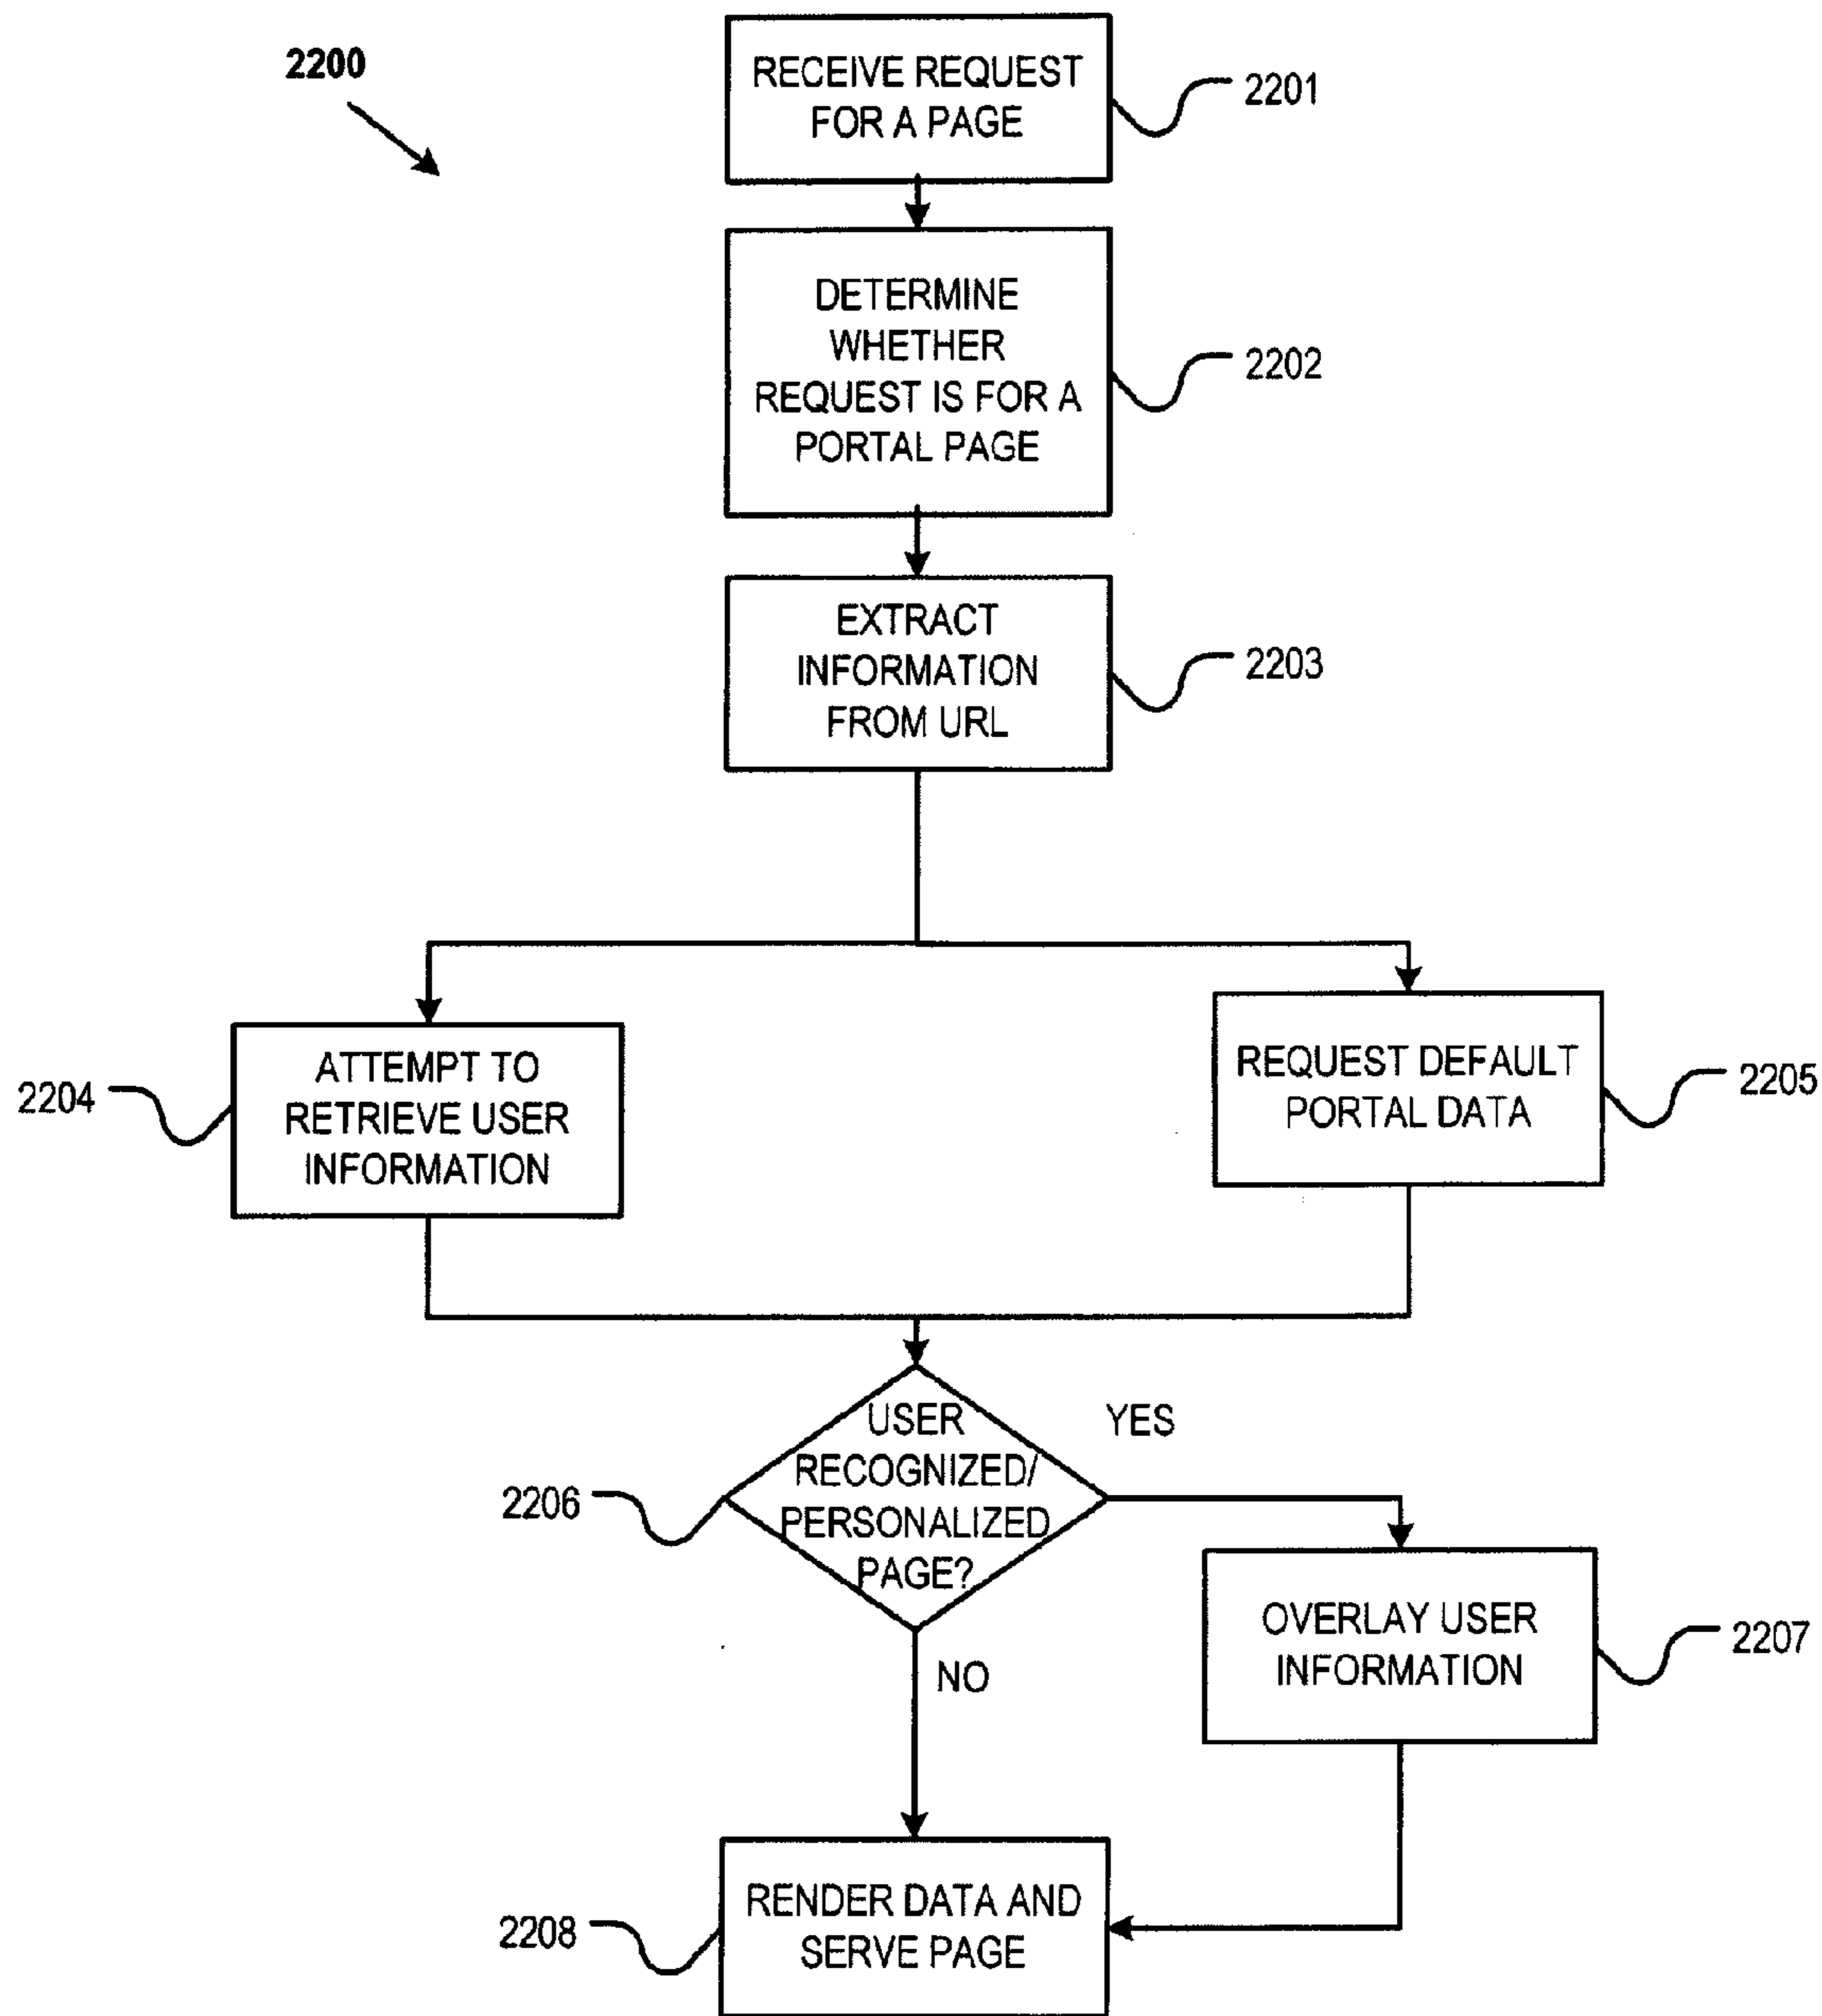 2200
RECEIVE REQUEST
FOR A PAGE
2201
DETERMINE
WHETHER
REQUEST IS FOR A
PORTAL PAGE
2202
EXTRACT
INFORMATION
FROM URL
2203
2204
ATTEMPT TO
RETRIEVE USER
INFORMATION
REQUEST DEFAULT
PORTAL DATA
2205
2206
USER
RECOGNIZED/
PERSONALIZED
PAGE?
YES
NO
OVERLAY USER
INFORMATION
2207
2208
RENDER DATA AND
SERVE PAGE